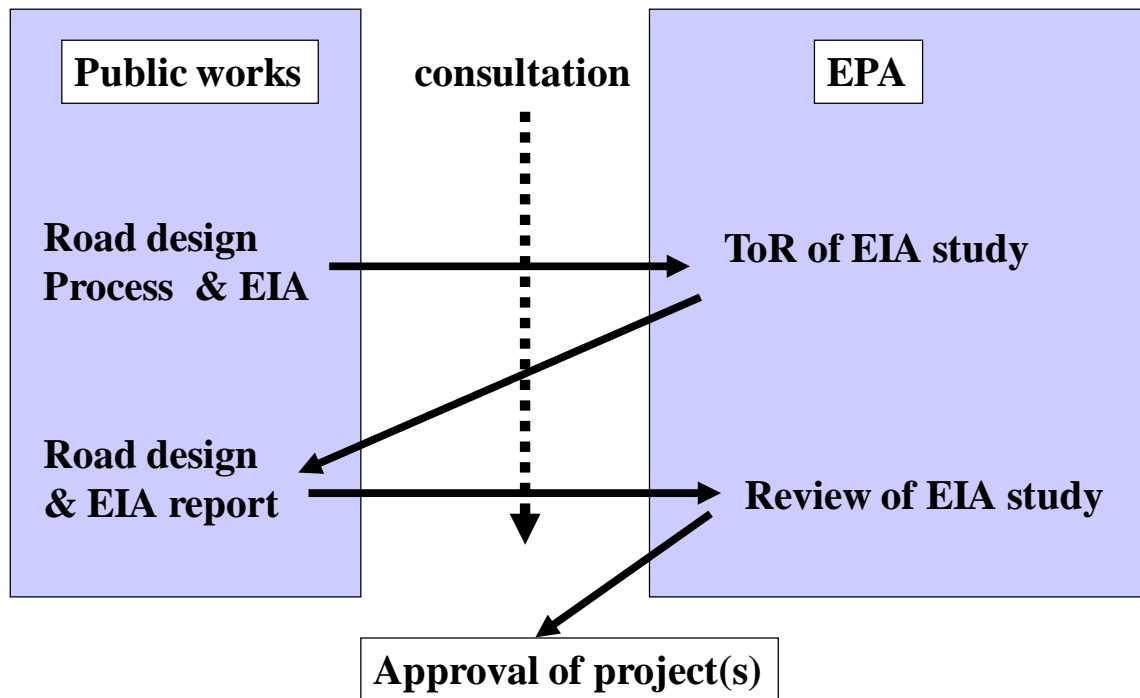 Public works
consultation
EPA
Road design
Process & EIA
ToR of EIA study
Road design
& EIA report
Review of EIA study
Approval of project(s)